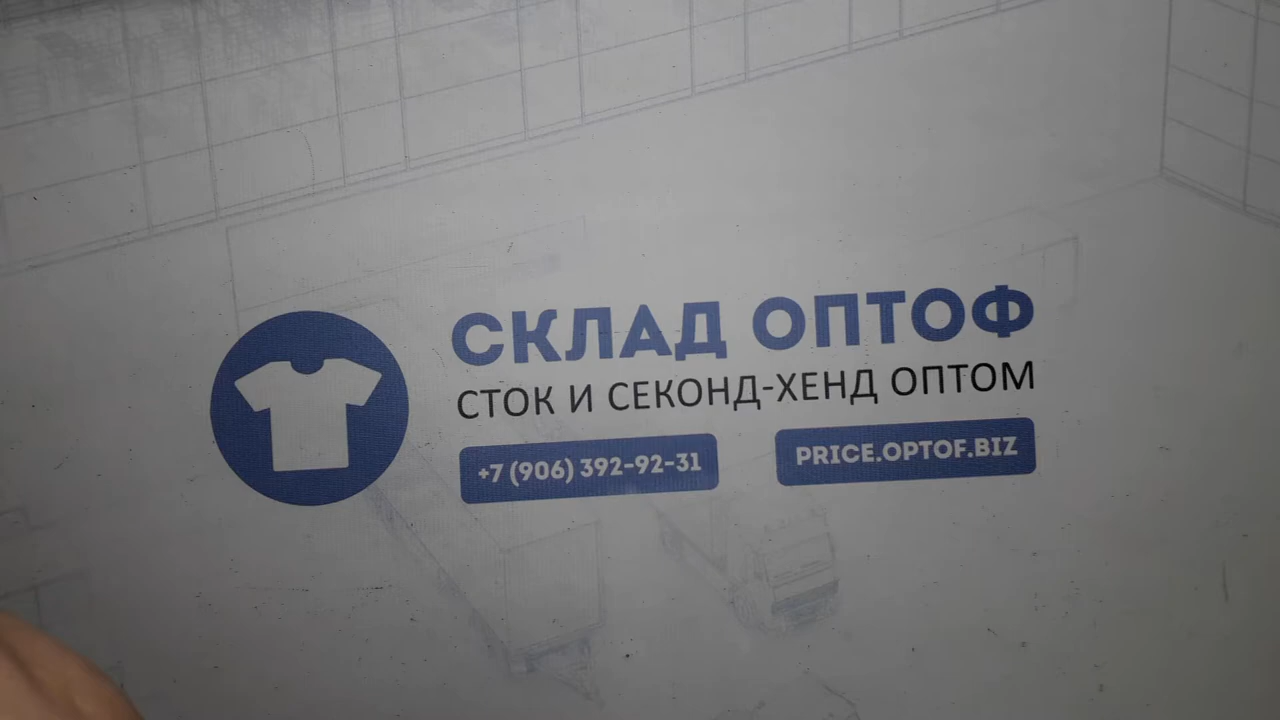 СКЛАД ОПТОФ
СТОК И СЕКОНД-ХЕНД ОПТОМ
+7 (906) 392-92-31
PRICE.OPTOF.BIZ